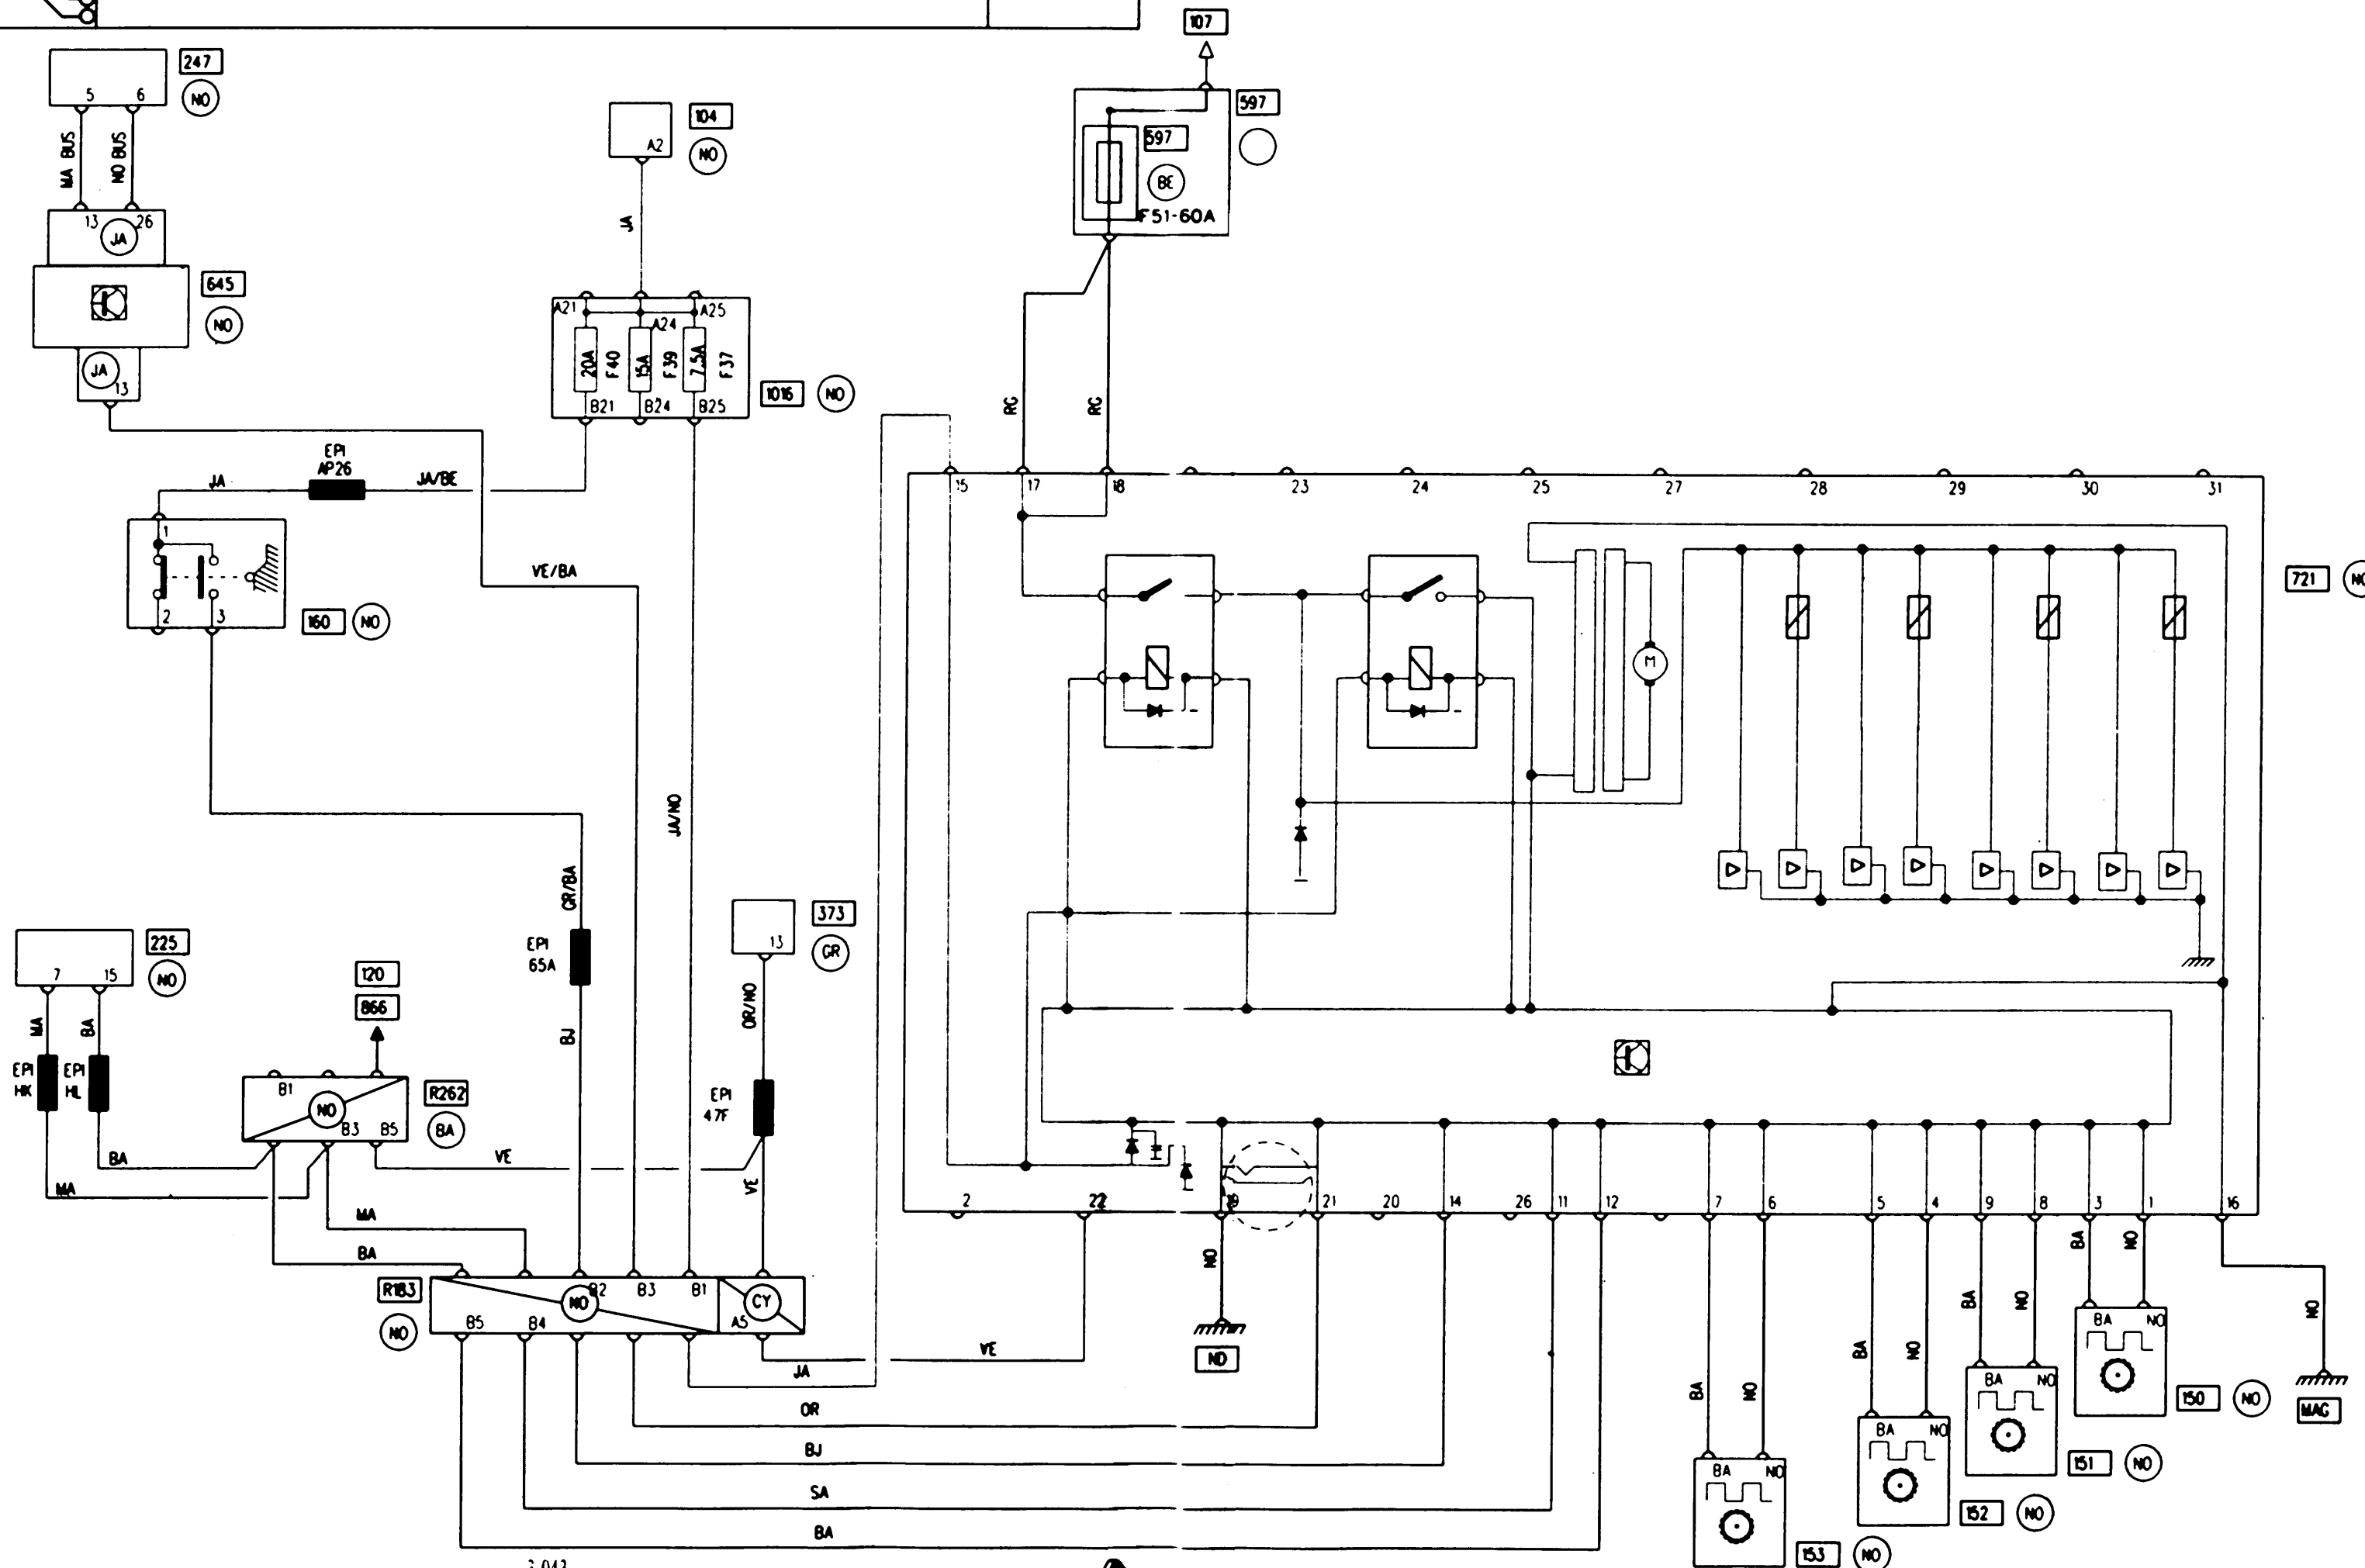 107
247
5 6
NO
MA BUS
NO BUS
13 26
JA
645
NO
JA
13
104
A2
NO
JA
597
597
BE
F51-60A
A21
A24
A25
20A
F40
15A
F39
7.5A
F37
B21 B24 B25
1016
NO
RG
RG
EPI
AP26
JA
JA/BE
1
2 3
160
NO
VE/BA
JA/NO
15 17 18 23 24 25 27 28 29 30 31
721
NO
M
GR/BA
EPI
65A
BJ
373
13
GR
OR/NO
EPI
47F
VE
225
7 15
NO
MA
BA
EPI
HK
EPI
HL
120
866
B1
NO
B3 B5
R262
BA
BA
MA
VE
MA
BA
R183
NO
NO
B2 B3 B1
B5 B4
CY
A5
VE
JA
OR
BJ
SA
BA
2 22 21 20 14 26 11 12 7 6 5 4 9 8 3 1 16
NO
ND
BA
NO
BA NO
153
NO
BA
NO
BA NO
152
NO
BA
NO
BA NO
151
NO
BA
NO
BA NO
150
NO
NO
MAG